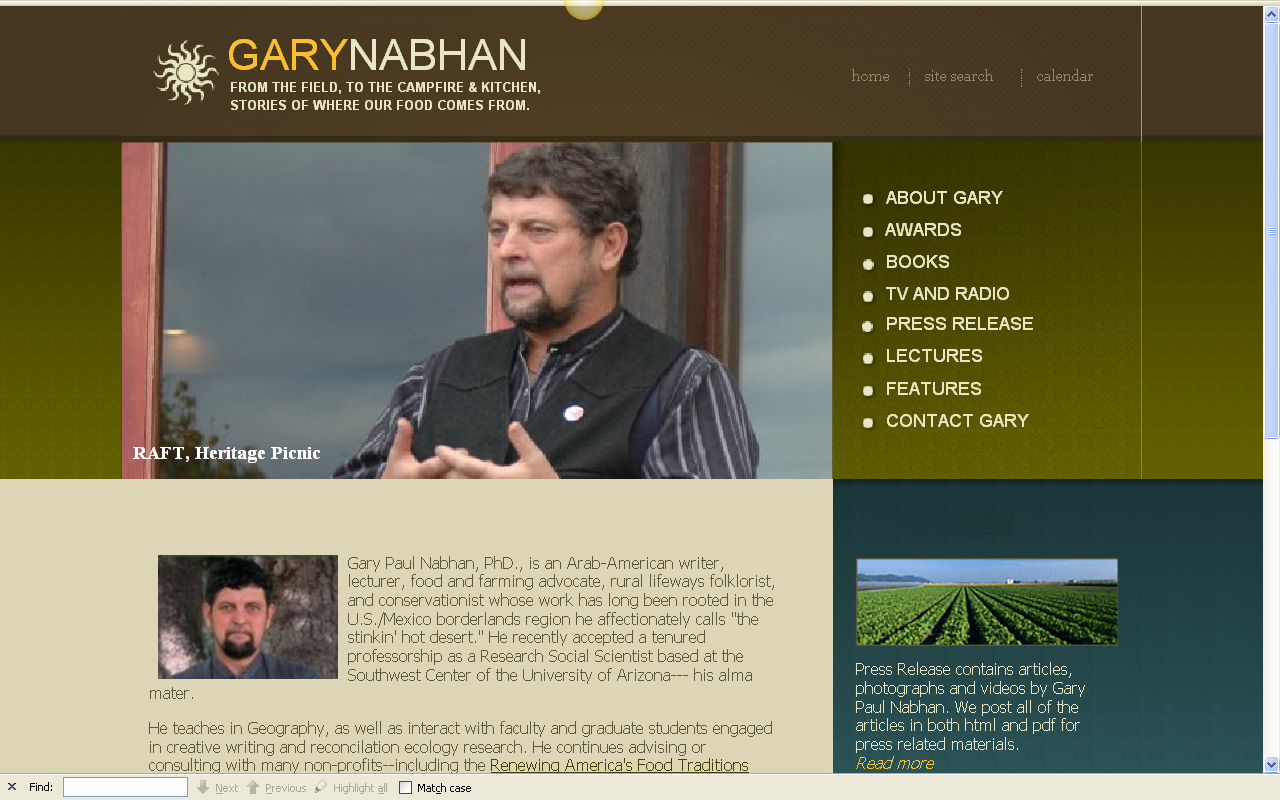 GARYNABHAN
FROM THE FIELD, TO THE CAMPFIRE & KITCHEN,
STORIES OF WHERE OUR FOOD COMES FROM.
home
site search
calendar
RAFT, Heritage Picnic
ABOUT GARY
AWARDS
BOOKS
TV AND RADIO
PRESS RELEASE
LECTURES
FEATURES
CONTACT GARY
Gary Paul Nabhan, PhD., is an Arab-American writer,
lecturer, food and farming advocate, rural lifeways folklorist,
and conservationist whose work has long been rooted in the
U.S./Mexico borderlands region he affectionately calls "the
stinkin' hot desert." He recently accepted a tenured
professorship as a Research Social Scientist based at the
Southwest Center of the University of Arizona--- his alma
mater.
He teaches in Geography, as well as interact with faculty and graduate students engaged
in creative writing and reconcilation ecology research. He continues advising or
consulting with many non-profits--including the Renewing America's Food Traditions
Press Release contains articles,
photographs and videos by Gary
Paul Nabhan. We post all of the
articles in both html and pdf for
press related materials.
Read more
Find:
Next
Previous
Highlight all
Match case